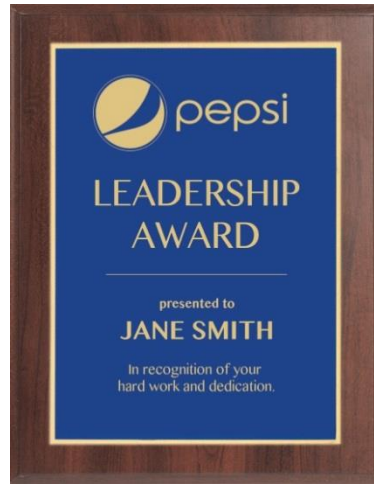 pepsi
LEADERSHIP
AWARD
presented to
JANE SMITH
In recognition of your
hard work and dedication.